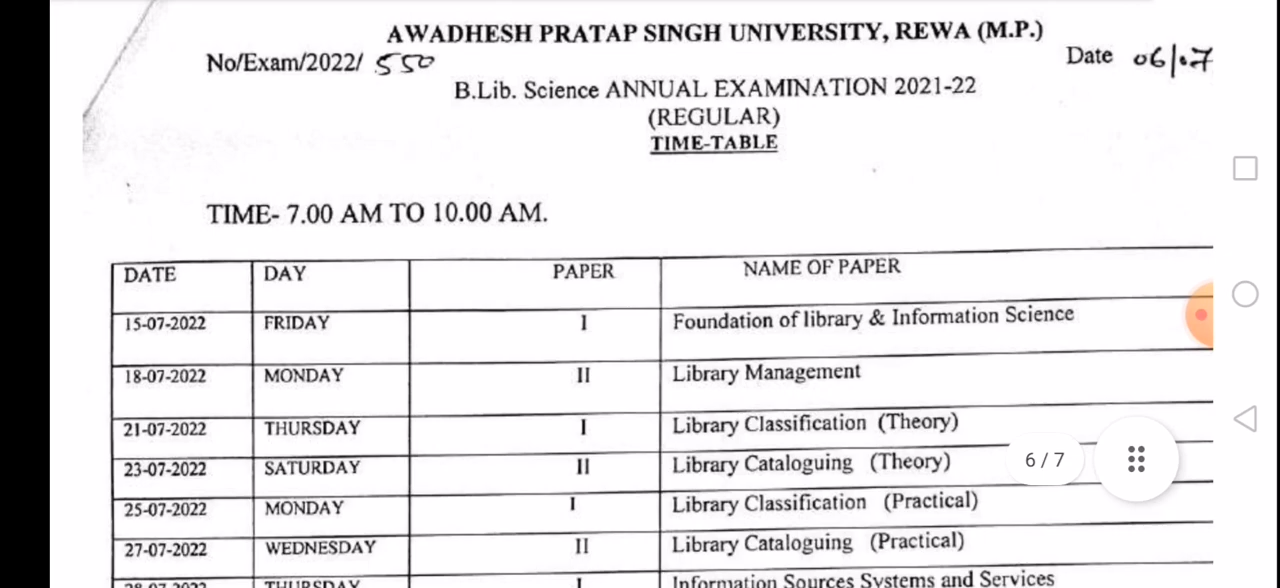 AWADHESH PRATAP SINGH UNIVERSITY, REWA (M.P.)
No/Exam/2022/ 550 Date 06/07
B.Lib. Science ANNUAL EXAMINATION 2021-22
(REGULAR)
TIME-TABLE
TIME- 7.00 AM TO 10.00 AM.
DATE DAY PAPER NAME OF PAPER
15-07-2022 FRIDAY I Foundation of library & Information Science
18-07-2022 MONDAY II Library Management
21-07-2022 THURSDAY I Library Classification (Theory)
23-07-2022 SATURDAY II Library Cataloguing (Theory)
6 / 7
25-07-2022 MONDAY I Library Classification (Practical)
27-07-2022 WEDNESDAY II Library Cataloguing (Practical)
28-07-2022 THURSDAY I Information Sources Systems and Services